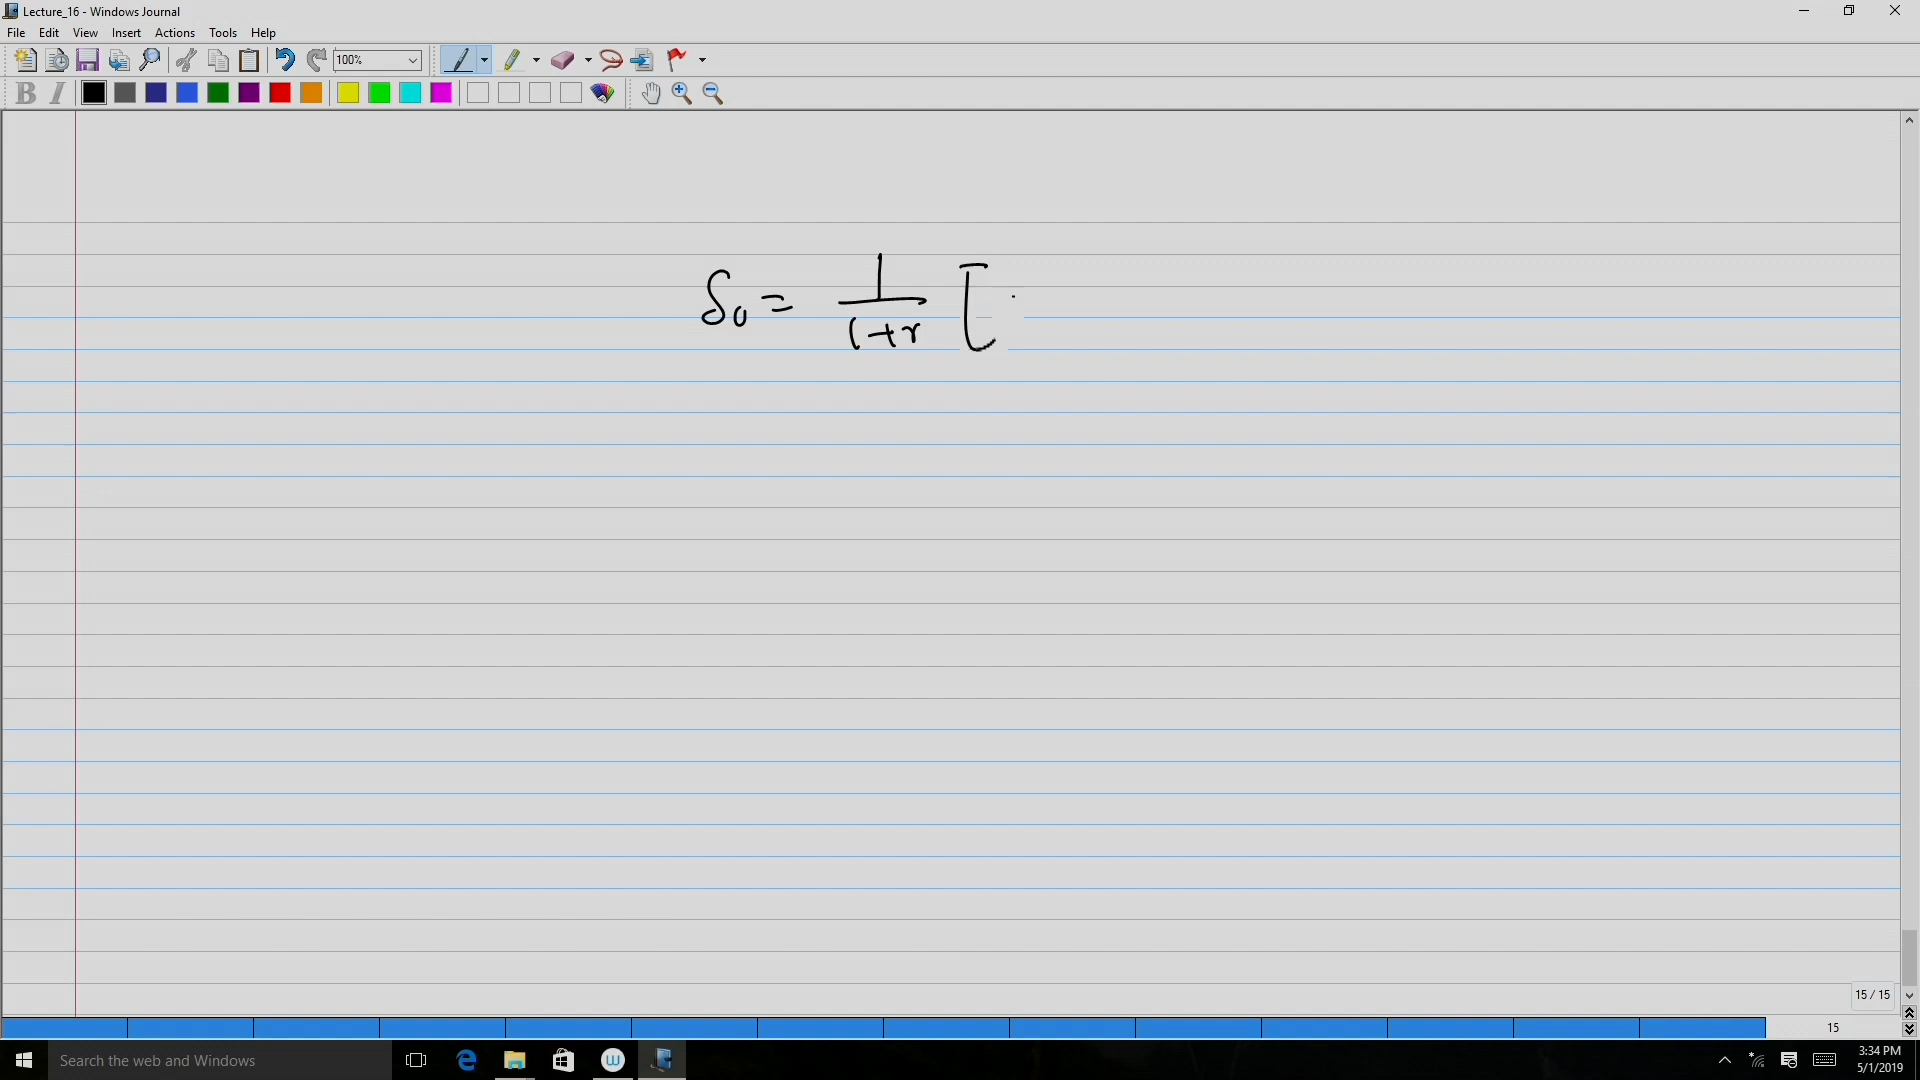 Lecture_16 - Windows Journal
File Edit View Insert Actions Tools Help
100%
B I
S₀ = 1/(1+r) [
15 / 15
15
Search the web and Windows
3:34 PM
5/1/2019